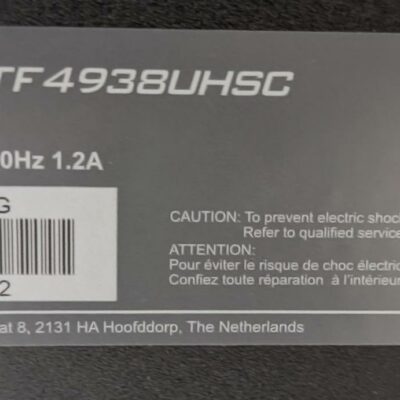 TF4938UHSC
0Hz 1.2A
G
CAUTION: To prevent electric shock
Refer to qualified service
2
ATTENTION:
Pour éviter le risque de choc électric
Confiez toute réparation à l'intérieur
at 8, 2131 HA Hoofddorp, The Netherlands